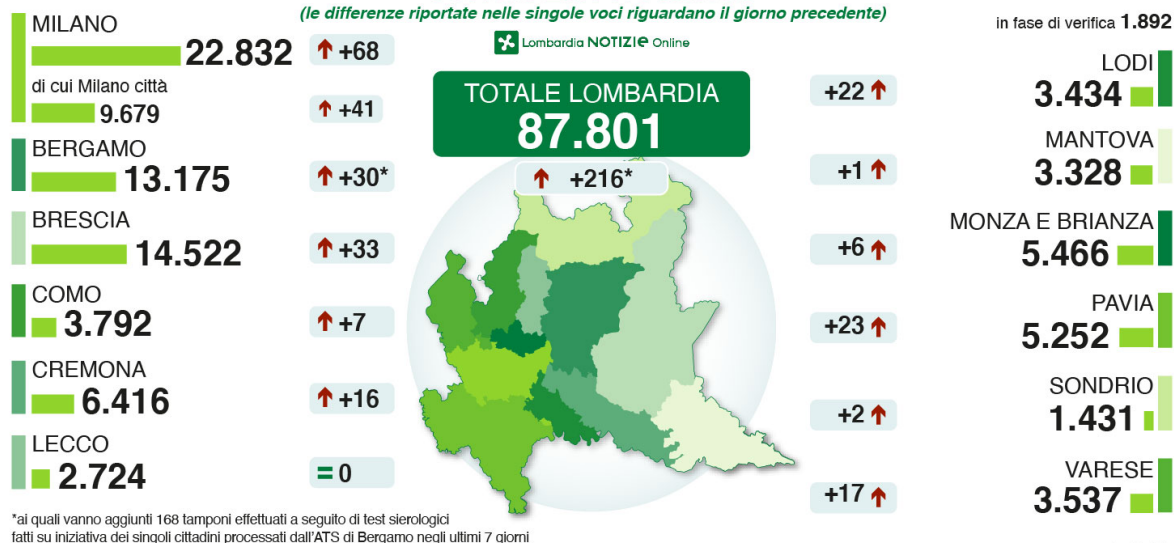 (le differenze riportate nelle singole voci riguardano il giorno precedente)
Lombardia NOTIZIE Online
in fase di verifica 1.892
TOTALE LOMBARDIA
87.801
+216*
MILANO
22.832
+68
di cui Milano città
9.679
+41
BERGAMO
13.175
+30*
BRESCIA
14.522
+33
COMO
3.792
+7
CREMONA
6.416
+16
LECCO
2.724
= 0
LODI
+22
3.434
MANTOVA
+1
3.328
MONZA E BRIANZA
+6
5.466
PAVIA
+23
5.252
SONDRIO
+2
1.431
VARESE
+17
3.537
*ai quali vanno aggiunti 168 tamponi effettuati a seguito di test sierologici
fatti su iniziativa dei singoli cittadini processati dall'ATS di Bergamo negli ultimi 7 giorni